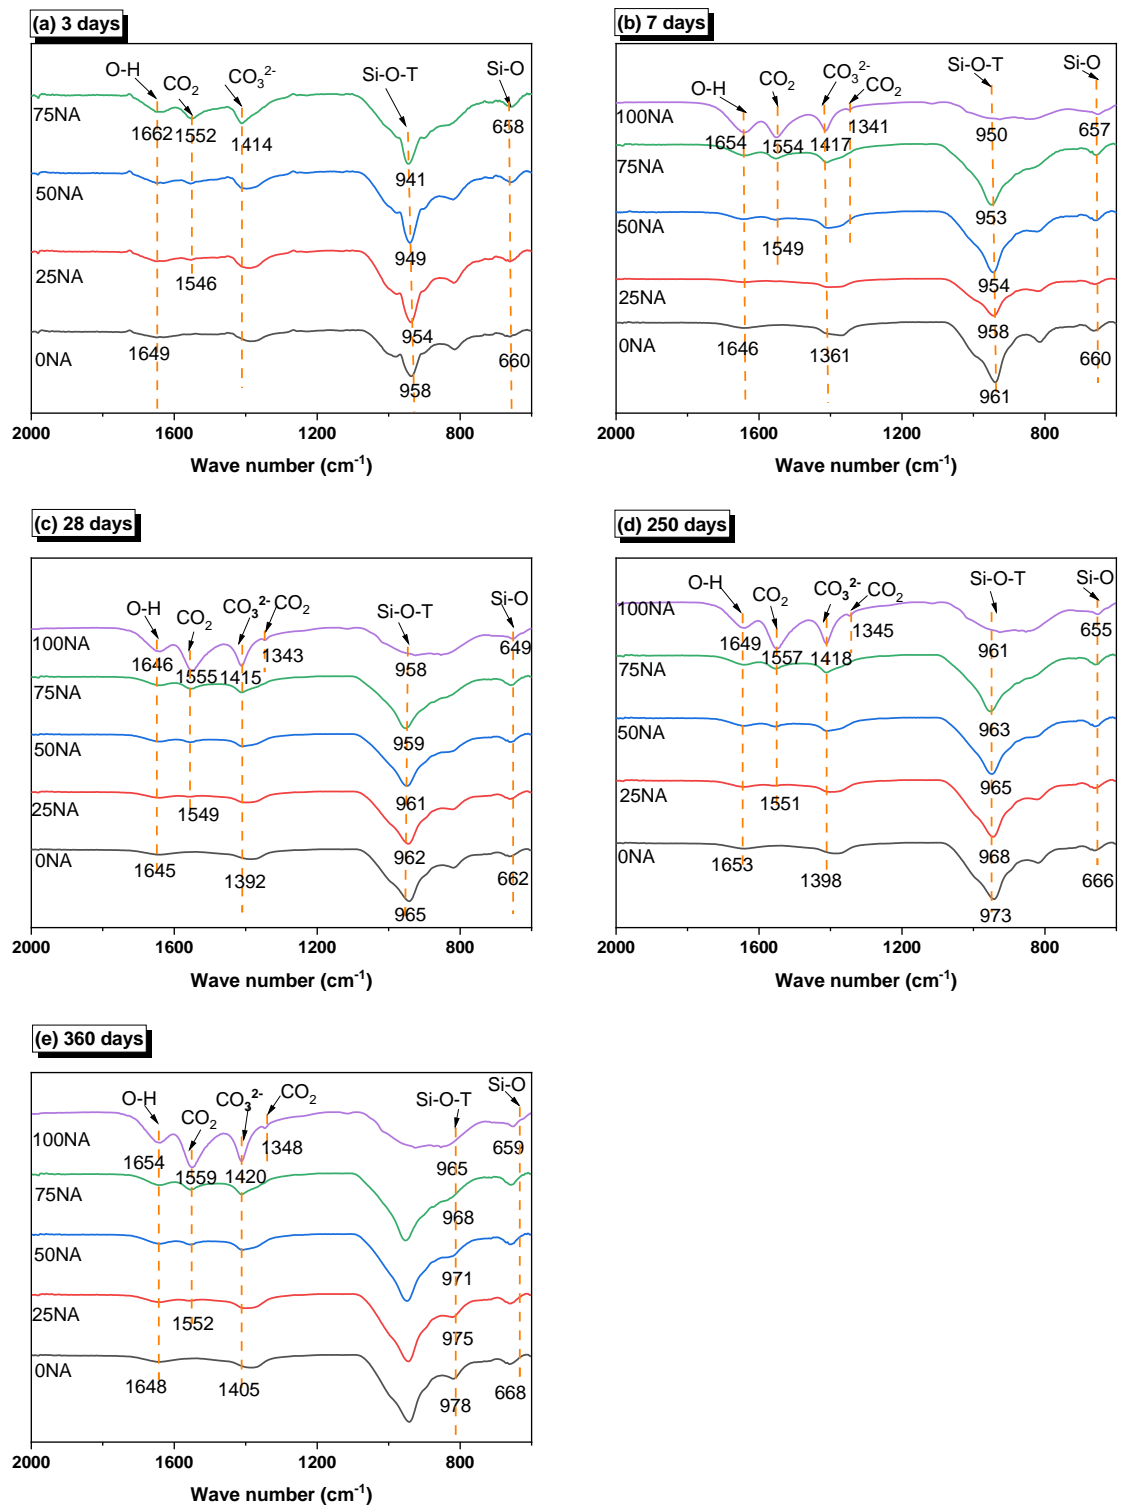 (a) 3 days
O-H
CO2
CO3 2-
Si-O-T
Si-O
75NA
1662
1552
1414
941
658
50NA
949
25NA
1546
954
0NA
1649
958
660
2000
1600
1200
800
Wave number (cm-1)
(b) 7 days
O-H
CO2
CO3 2-
CO2
Si-O-T
Si-O
100NA
1654
1554
1417
1341
950
657
75NA
953
50NA
1549
954
25NA
958
0NA
1646
1361
961
660
2000
1600
1200
800
Wave number (cm-1)
(c) 28 days
O-H
CO2
CO3 2-
CO2
Si-O-T
Si-O
100NA
1646
1555
1415
1343
958
649
75NA
959
50NA
961
25NA
1549
962
0NA
1645
1392
965
662
2000
1600
1200
800
Wave number (cm-1)
(d) 250 days
O-H
CO2
CO3 2-
CO2
Si-O-T
Si-O
100NA
1649
1557
1418
1345
961
655
75NA
963
50NA
965
25NA
1551
968
0NA
1653
1398
973
666
2000
1600
1200
800
Wave number (cm-1)
(e) 360 days
O-H
CO2
CO3 2-
CO2
Si-O-T
Si-O
100NA
1654
1559
1420
1348
965
659
75NA
968
50NA
971
25NA
1552
975
0NA
1648
1405
978
668
2000
1600
1200
800
Wave number (cm-1)